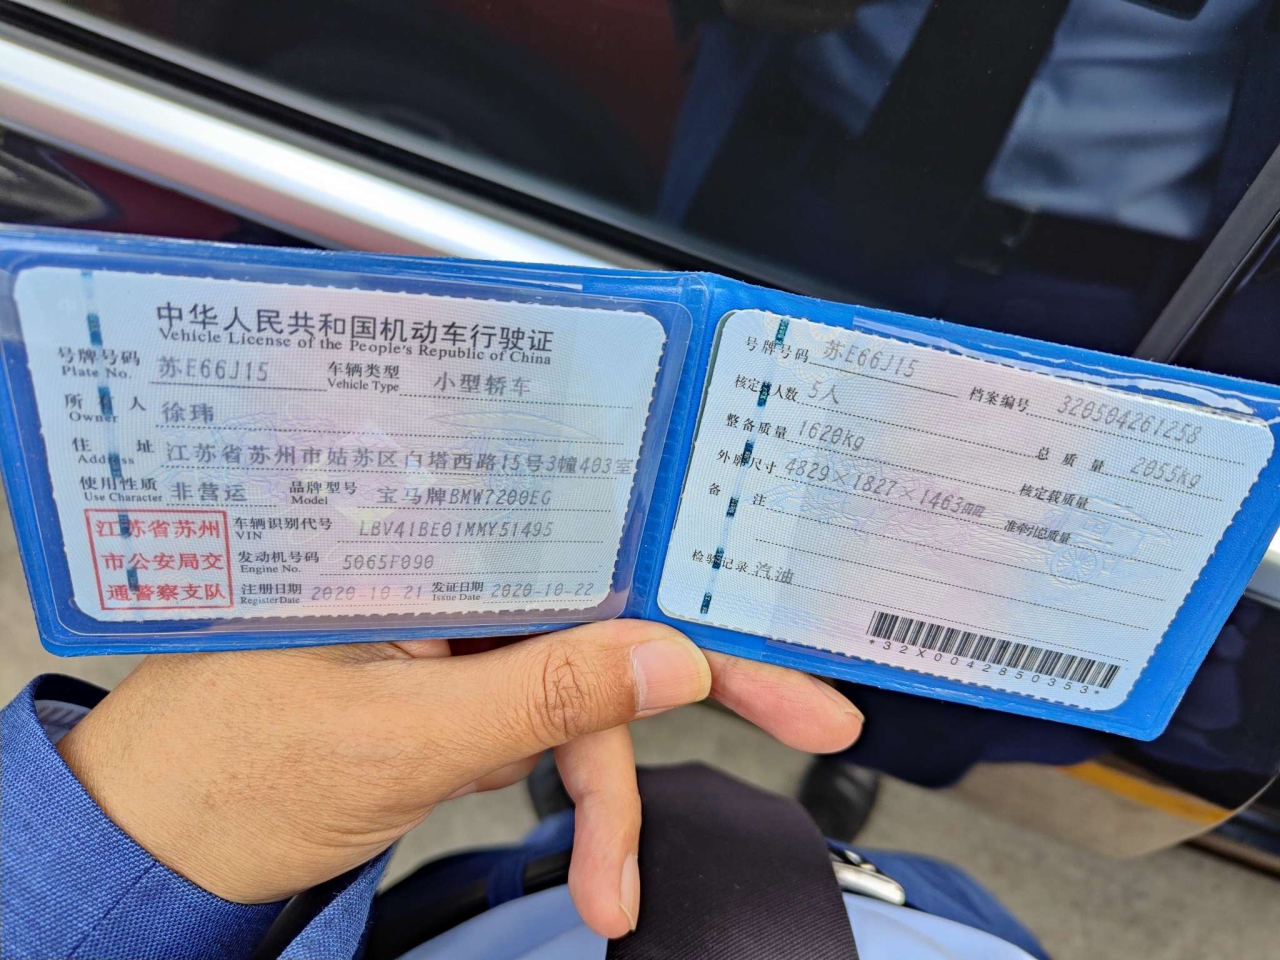 中华人民共和国机动车行驶证
Vehicle License of the People's Republic of China
号牌号码 苏E66J15 车辆类型 小型轿车
Plate No. Vehicle Type
所有人 徐玮
Owner
住址 江苏省苏州市姑苏区白塔西路15号3幢403室
Address
使用性质 非营运 品牌型号 宝马牌BMW7200EG
Use Character Model
江苏省苏州
市公安局交
通警察支队
车辆识别代号 LBV41BE01MMY51495
VIN
发动机号码 5065F090
Engine No.
注册日期 2020-10-21 发证日期 2020-10-22
Register Date Issue Date
号牌号码 苏E66J15 档案编号 320504261258
核定载人数 5人 总质量 2055kg
整备质量 1620kg 核定载质量
外廓尺寸 4829×1827×1463mm 准牵引总质量 --
备注
检验记录 汽油
*32X0042850353*